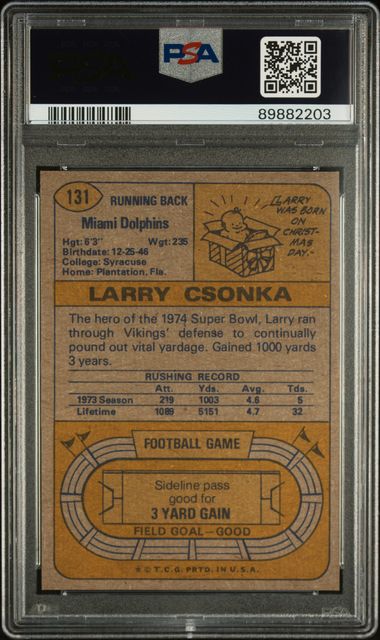 PSA
89882203
131
RUNNING BACK
Miami Dolphins
Hgt: 6'3" Wgt: 235
Birthdate: 12-25-46
College: Syracuse
Home: Plantation, Fla.
LARRY
WAS BORN
ON
CHRIST-
MAS
DAY.
LARRY CSONKA
The hero of the 1974 Super Bowl, Larry ran
through Vikings' defense to continually
pound out vital yardage. Gained 1000 yards
3 years.
RUSHING RECORD
Att. Yds. Avg. Tds.
1973 Season 219 1003 4.6 5
Lifetime 1089 5151 4.7 32
FOOTBALL GAME
Sideline pass
good for
3 YARD GAIN
FIELD GOAL—GOOD
* © T.C.G. PRTD. IN U.S.A.